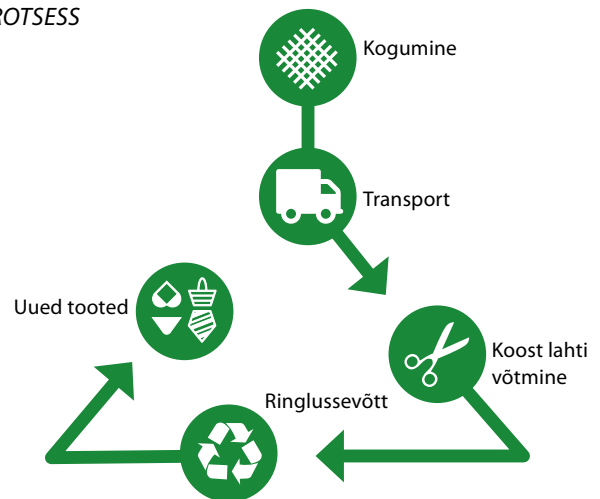 ROTSESS
Kogumine
Transport
Koost lahti
võtmine
Ringlussevõtt
Uued tooted